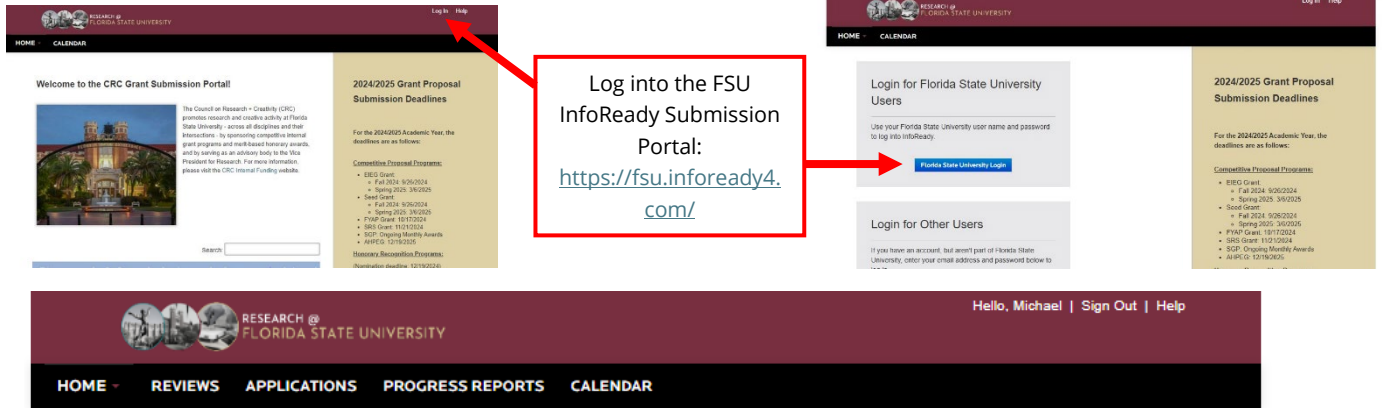 RESEARCH @
FLORIDA STATE UNIVERSITY
Log In Help
HOME CALENDAR
Welcome to the CRC Grant Submission Portal!
The Council on Research + Creativity (CRC)
promotes research and creative activity at Florida
State University - across all disciplines and their
intersections - by sponsoring competitive internal
grant programs and merit-based honorary awards,
and by serving as an advisory body to the Vice
President for Research. For more information,
please visit the CRC Internal Funding website.
Search:
2024/2025 Grant Proposal
Submission Deadlines
For the 2024/2025 Academic Year, the
deadlines are as follows:
Competitive Proposal Programs:
EIEG Grant:
Fall 2024: 9/26/2024
Spring 2025: 3/6/2025
Seed Grant:
Fall 2024: 9/26/2024
Spring 2025: 3/6/2025
FYAP Grant: 10/17/2024
SRS Grant: 11/21/2024
SGP: Ongoing Monthly Awards
AHPEG: 12/19/2025
Honorary Recognition Programs:
(Nomination deadline: 12/19/2024)
Log into the FSU
InfoReady Submission
Portal:
https://fsu.infoready4.
com/
RESEARCH @
FLORIDA STATE UNIVERSITY
Log In Help
HOME CALENDAR
Login for Florida State University
Users
Use your Florida State University user name and password
to log into InfoReady.
Florida State University Login
Login for Other Users
If you have an account, but aren't part of Florida State
University, enter your email address and password below to
2024/2025 Grant Proposal
Submission Deadlines
For the 2024/2025 Academic Year, the
deadlines are as follows:
Competitive Proposal Programs:
EIEG Grant:
Fall 2024: 9/26/2024
Spring 2025: 3/6/2025
Seed Grant:
Fall 2024: 9/26/2024
Spring 2025: 3/6/2025
FYAP Grant: 10/17/2024
SRS Grant: 11/21/2024
SGP: Ongoing Monthly Awards
AHPEG: 12/19/2025
RESEARCH @
FLORIDA STATE UNIVERSITY
Hello, Michael | Sign Out | Help
HOME REVIEWS APPLICATIONS PROGRESS REPORTS CALENDAR